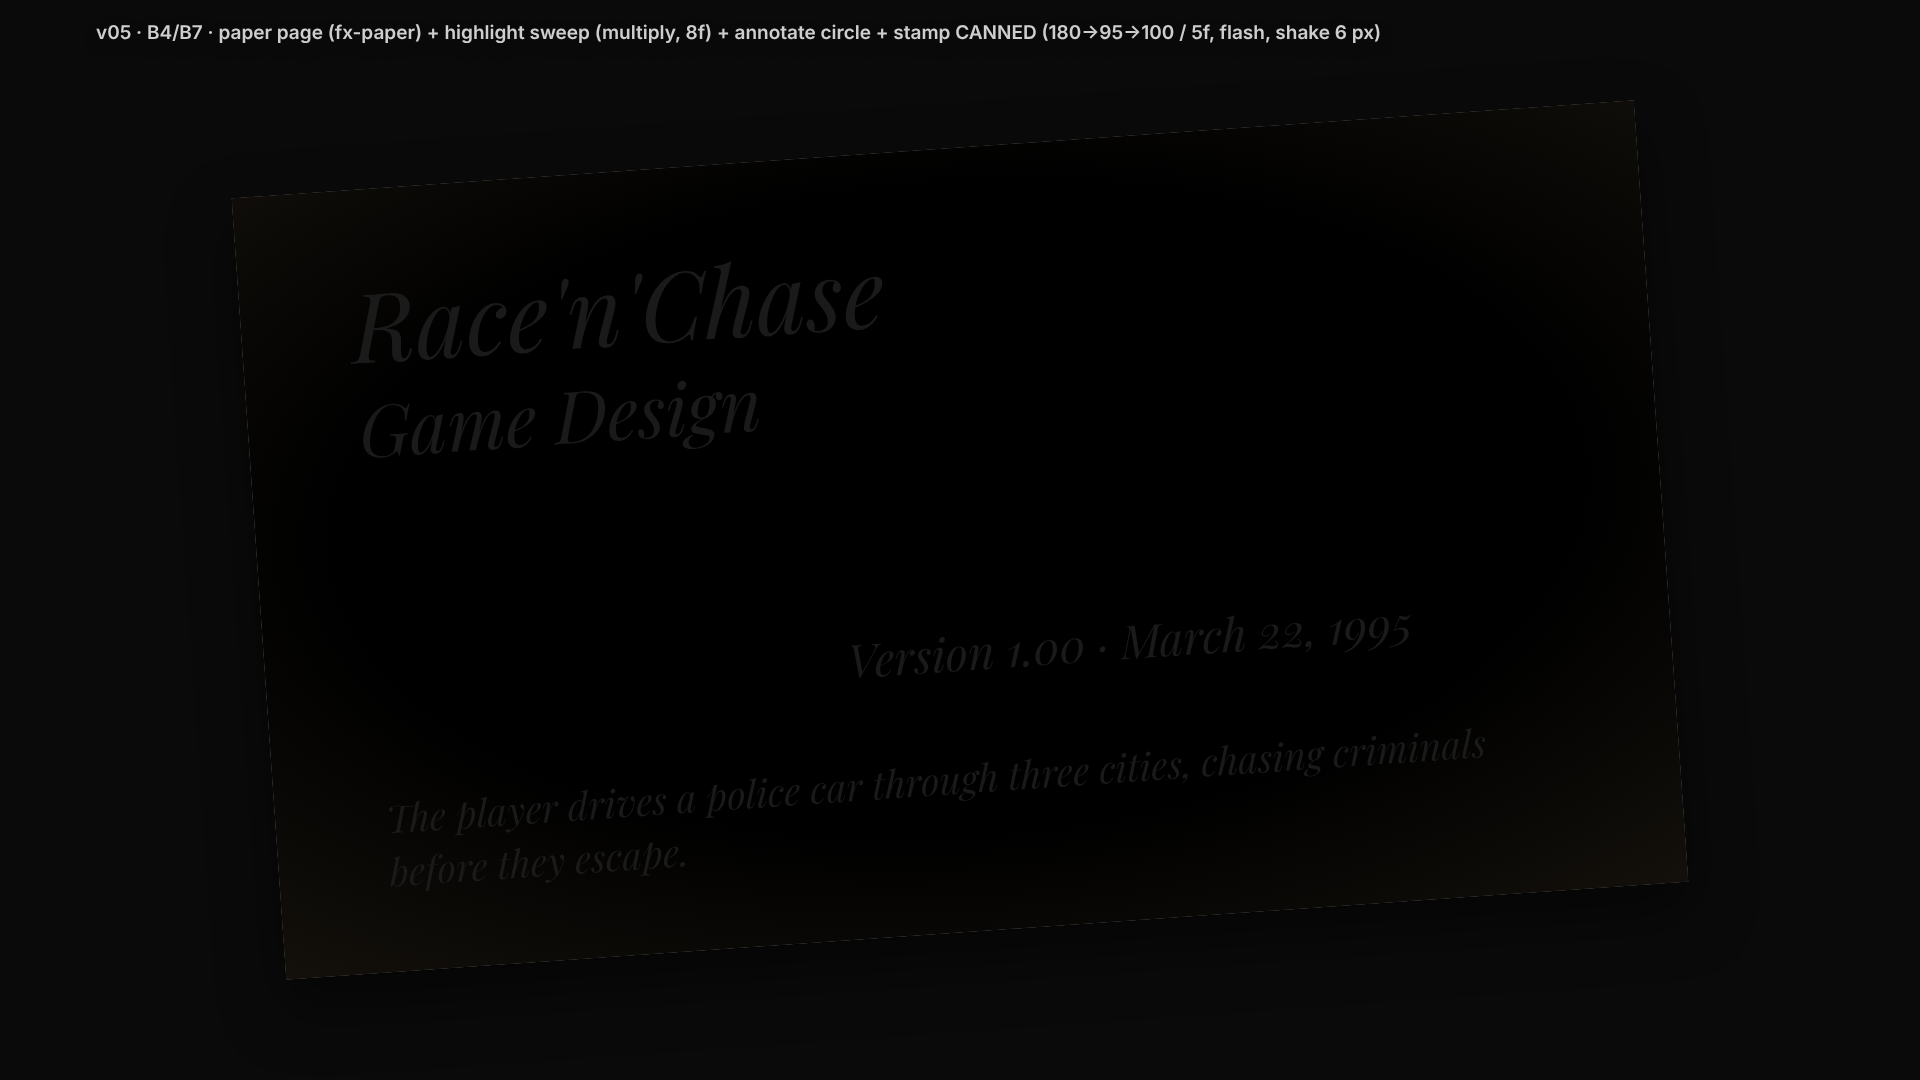 v05 · B4/B7 · paper page (fx-paper) + highlight sweep (multiply, 8f) + annotate circle + stamp CANNED (180→95→100 / 5f, flash, shake 6 px)
Race'n'Chase
Game Design
Version 1.00 · March 22, 1995
The player drives a police car through three cities, chasing criminals
before they escape.